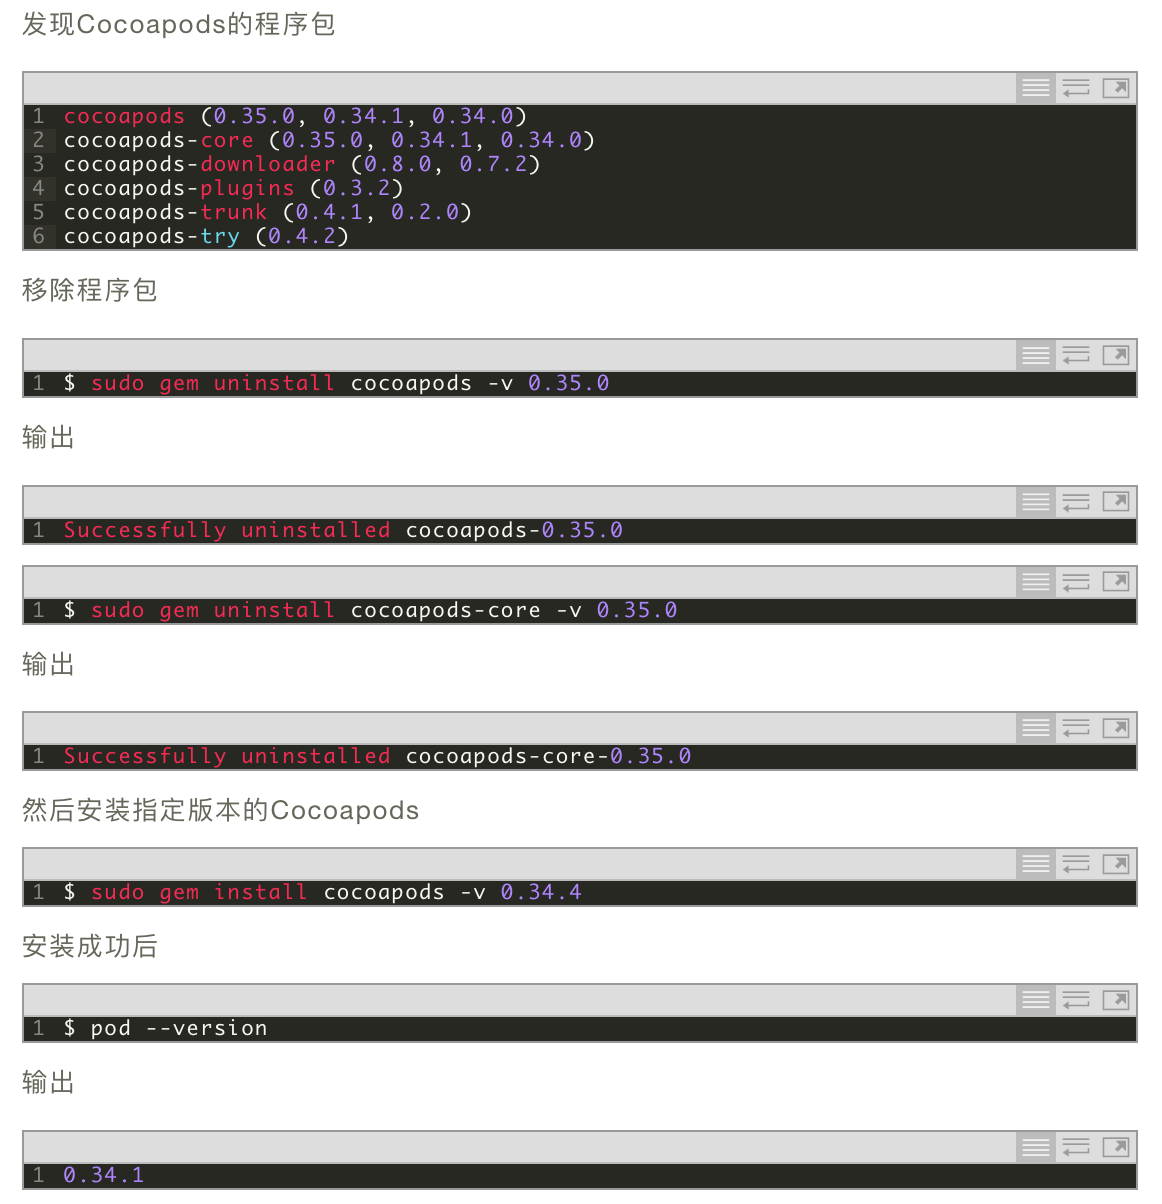 发现Cocoapods的程序包
1 cocoapods (0.35.0, 0.34.1, 0.34.0)
2 cocoapods-core (0.35.0, 0.34.1, 0.34.0)
3 cocoapods-downloader (0.8.0, 0.7.2)
4 cocoapods-plugins (0.3.2)
5 cocoapods-trunk (0.4.1, 0.2.0)
6 cocoapods-try (0.4.2)
移除程序包
1 $ sudo gem uninstall cocoapods -v 0.35.0
输出
1 Successfully uninstalled cocoapods-0.35.0
1 $ sudo gem uninstall cocoapods-core -v 0.35.0
输出
1 Successfully uninstalled cocoapods-core-0.35.0
然后安装指定版本的Cocoapods
1 $ sudo gem install cocoapods -v 0.34.4
安装成功后
1 $ pod --version
输出
1 0.34.1